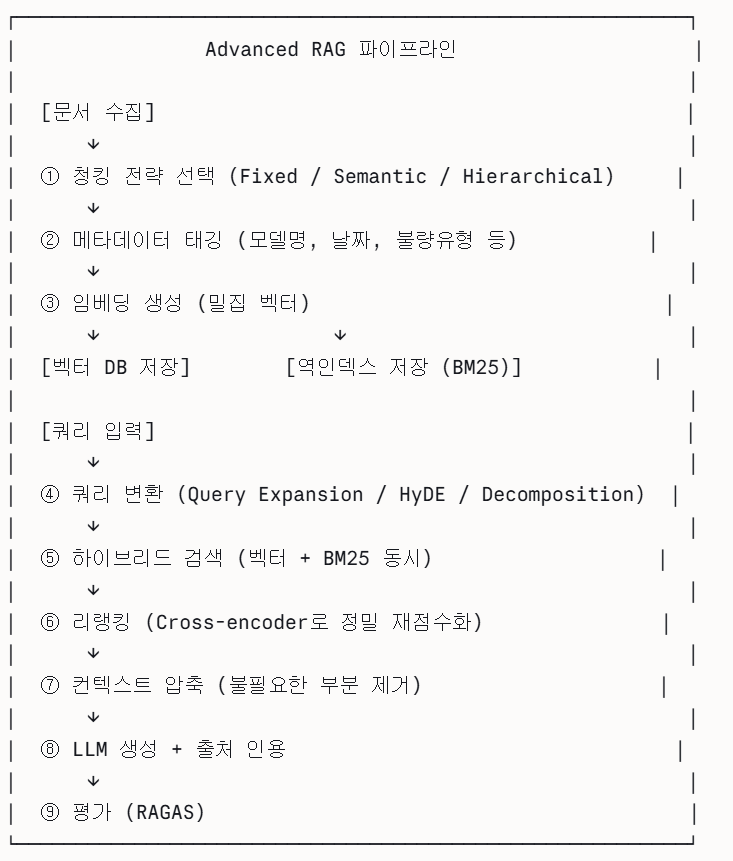 Advanced RAG 파이프라인
[문서 수집]
↓
① 청킹 전략 선택 (Fixed / Semantic / Hierarchical)
↓
② 메타데이터 태깅 (모델명, 날짜, 불량유형 등)
↓
③ 임베딩 생성 (밀집 벡터)
↓ ↓
[벡터 DB 저장] [역인덱스 저장 (BM25)]
[쿼리 입력]
↓
④ 쿼리 변환 (Query Expansion / HyDE / Decomposition)
↓
⑤ 하이브리드 검색 (벡터 + BM25 동시)
↓
⑥ 리랭킹 (Cross-encoder로 정밀 재점수화)
↓
⑦ 컨텍스트 압축 (불필요한 부분 제거)
↓
⑧ LLM 생성 + 출처 인용
↓
⑨ 평가 (RAGAS)